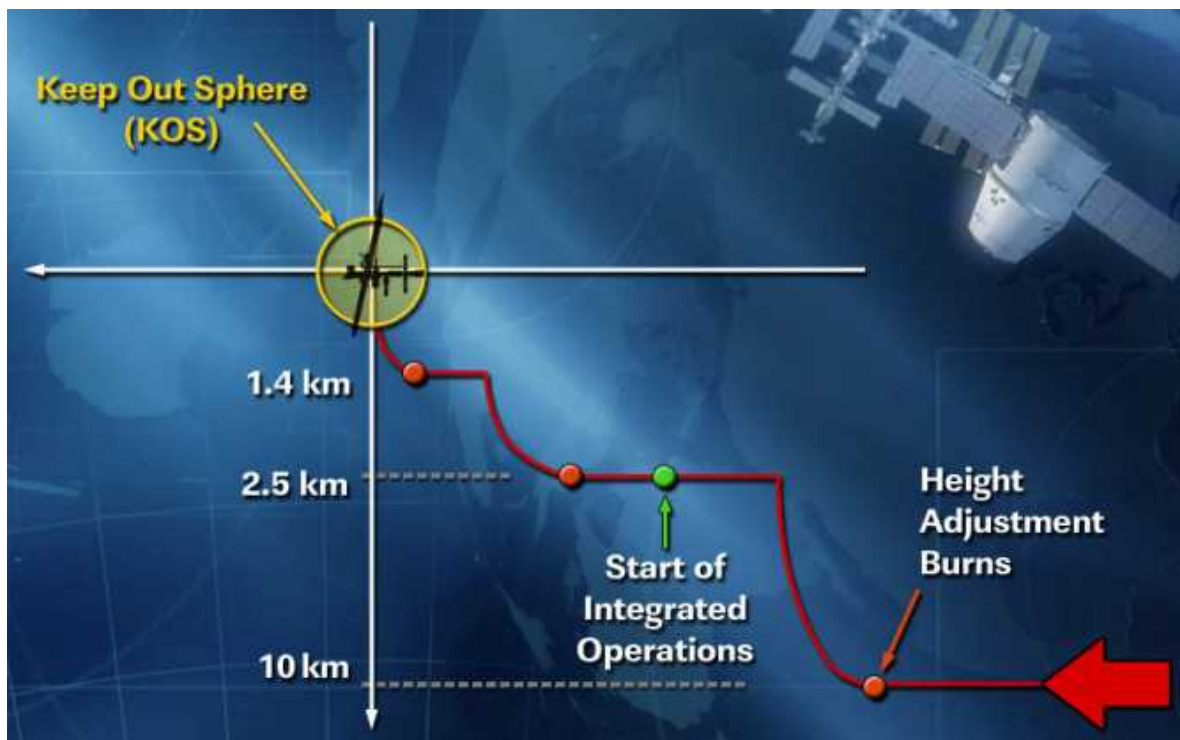 Keep Out Sphere
(KOS)
1.4 km
2.5 km
Height
Adjustment
Burns
Start of
Integrated
Operations
10 km